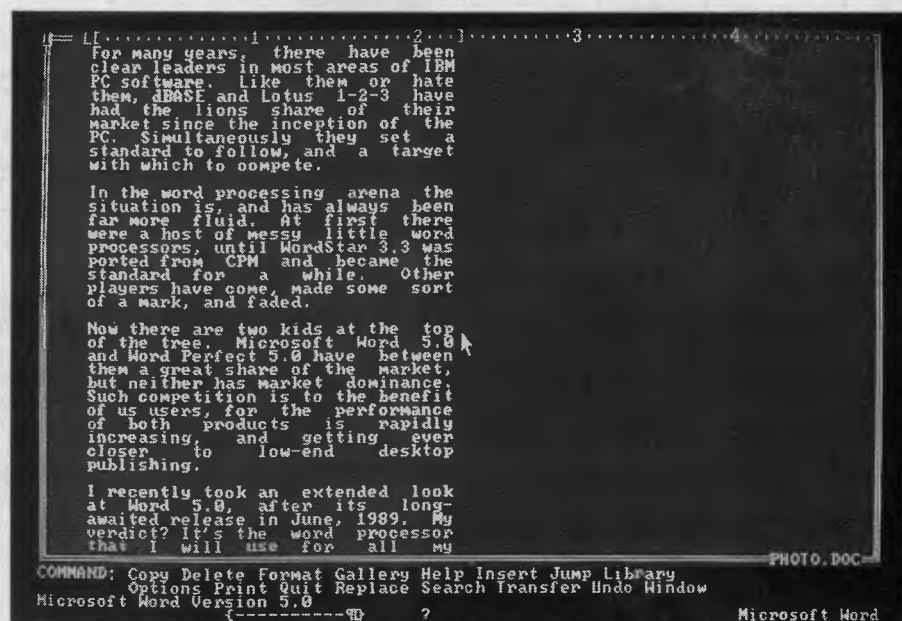 L[...........1...............2...]..........3...............4
For many years, there have been
clear leaders in most areas of IBM
PC software. Like them or hate
them, dBASE and Lotus 1-2-3 have
had the lions share of their
market since the inception of the
PC. Simultaneously they set a
standard to follow, and a target
with which to oompete.
In the word processing arena the
situation is, and has always been
far more fluid. At first there
were a host of messy little word
processors, until WordStar 3.3 was
ported from CPM and became the
standard for a while. Other
players have come, made some sort
of a mark, and faded.
Now there are two kids at the top
of the tree. Microsoft Word 5.0
and Word Perfect 5.0 have between
them a great share of the market,
but neither has market dominance.
Such competition is to the benefit
of us users, for the performance
of both products is rapidly
increasing, and getting ever
closer to low-end desktop
publishing.
I recently took an extended look
at Word 5.0, after its long-
awaited release in June, 1989. My
verdict? It's the word processor
that I will use for all my
PHOTO.DOC
COMMAND: Copy Delete Format Gallery Help Insert Jump Library
Options Print Quit Replace Search Transfer Undo Window
Microsoft Word Version 5.0
{----------¶} ? Microsoft Word